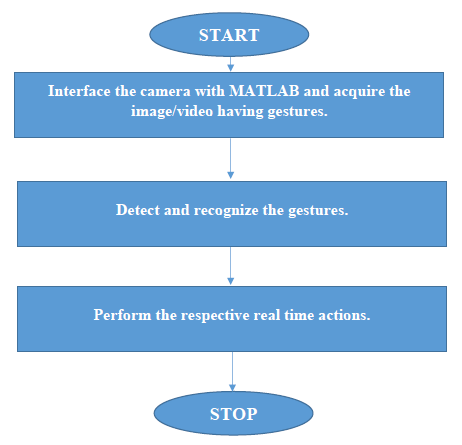 START
Interface the camera with MATLAB and acquire the
image/video having gestures.
Detect and recognize the gestures.
Perform the respective real time actions.
STOP